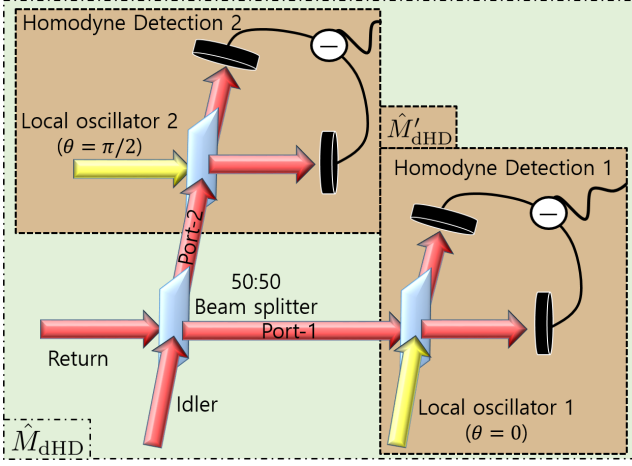 Homodyne Detection 2
−
Local oscillator 2
(θ = π/2)
M̂′dHD
Homodyne Detection 1
−
Port-2
50:50
Beam splitter
Port-1
Return
Idler
Local oscillator 1
(θ = 0)
M̂dHD